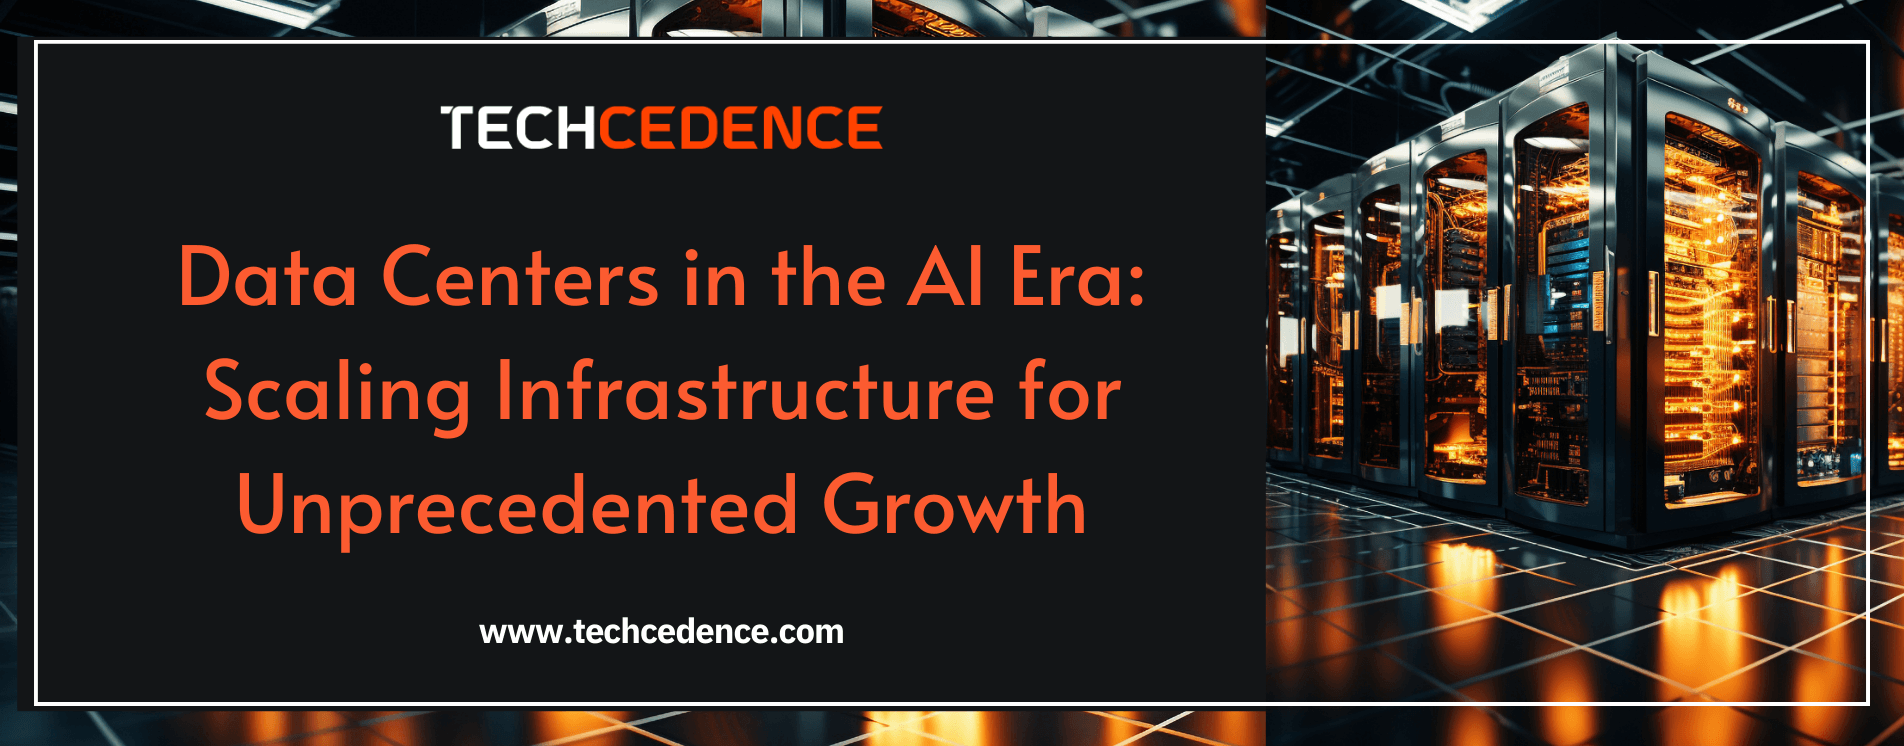 TECHCEDENCE
Data Centers in the AI Era:
Scaling Infrastructure for
Unprecedented Growth
www.techcedence.com